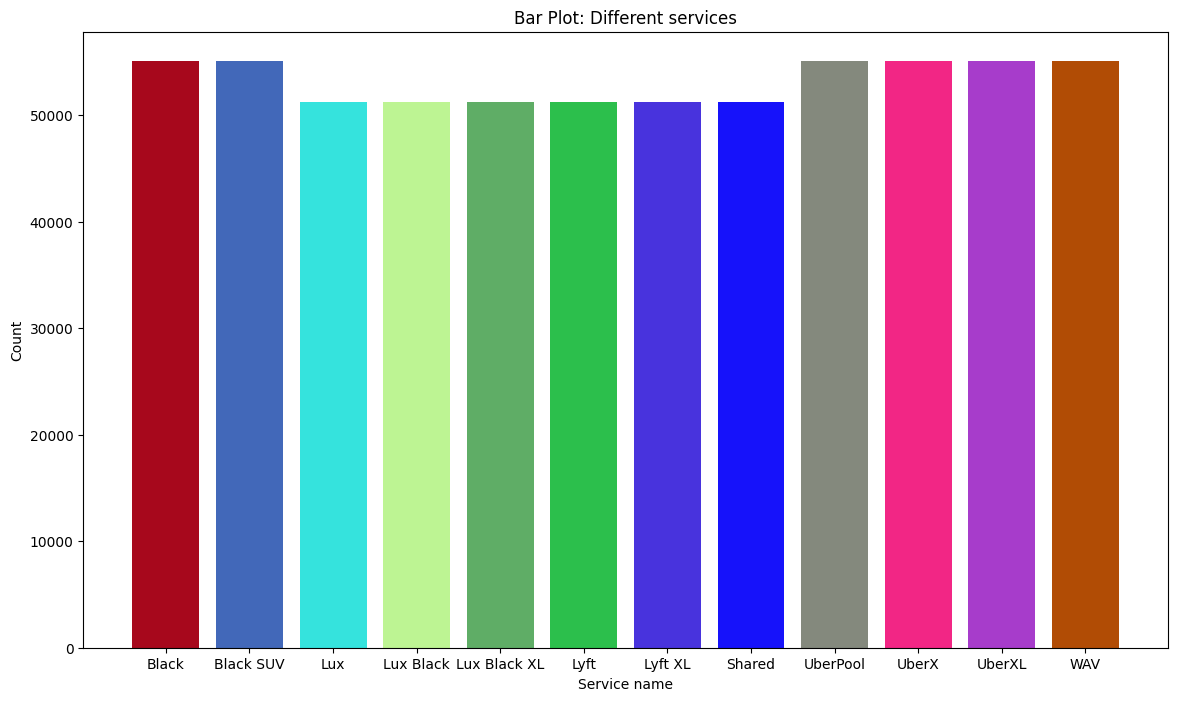 Bar Plot: Different services
Count
50000
40000
30000
20000
10000
0
Black Black SUV Lux Lux Black Lux Black XL Lyft Lyft XL Shared UberPool UberX UberXL WAV
Service name